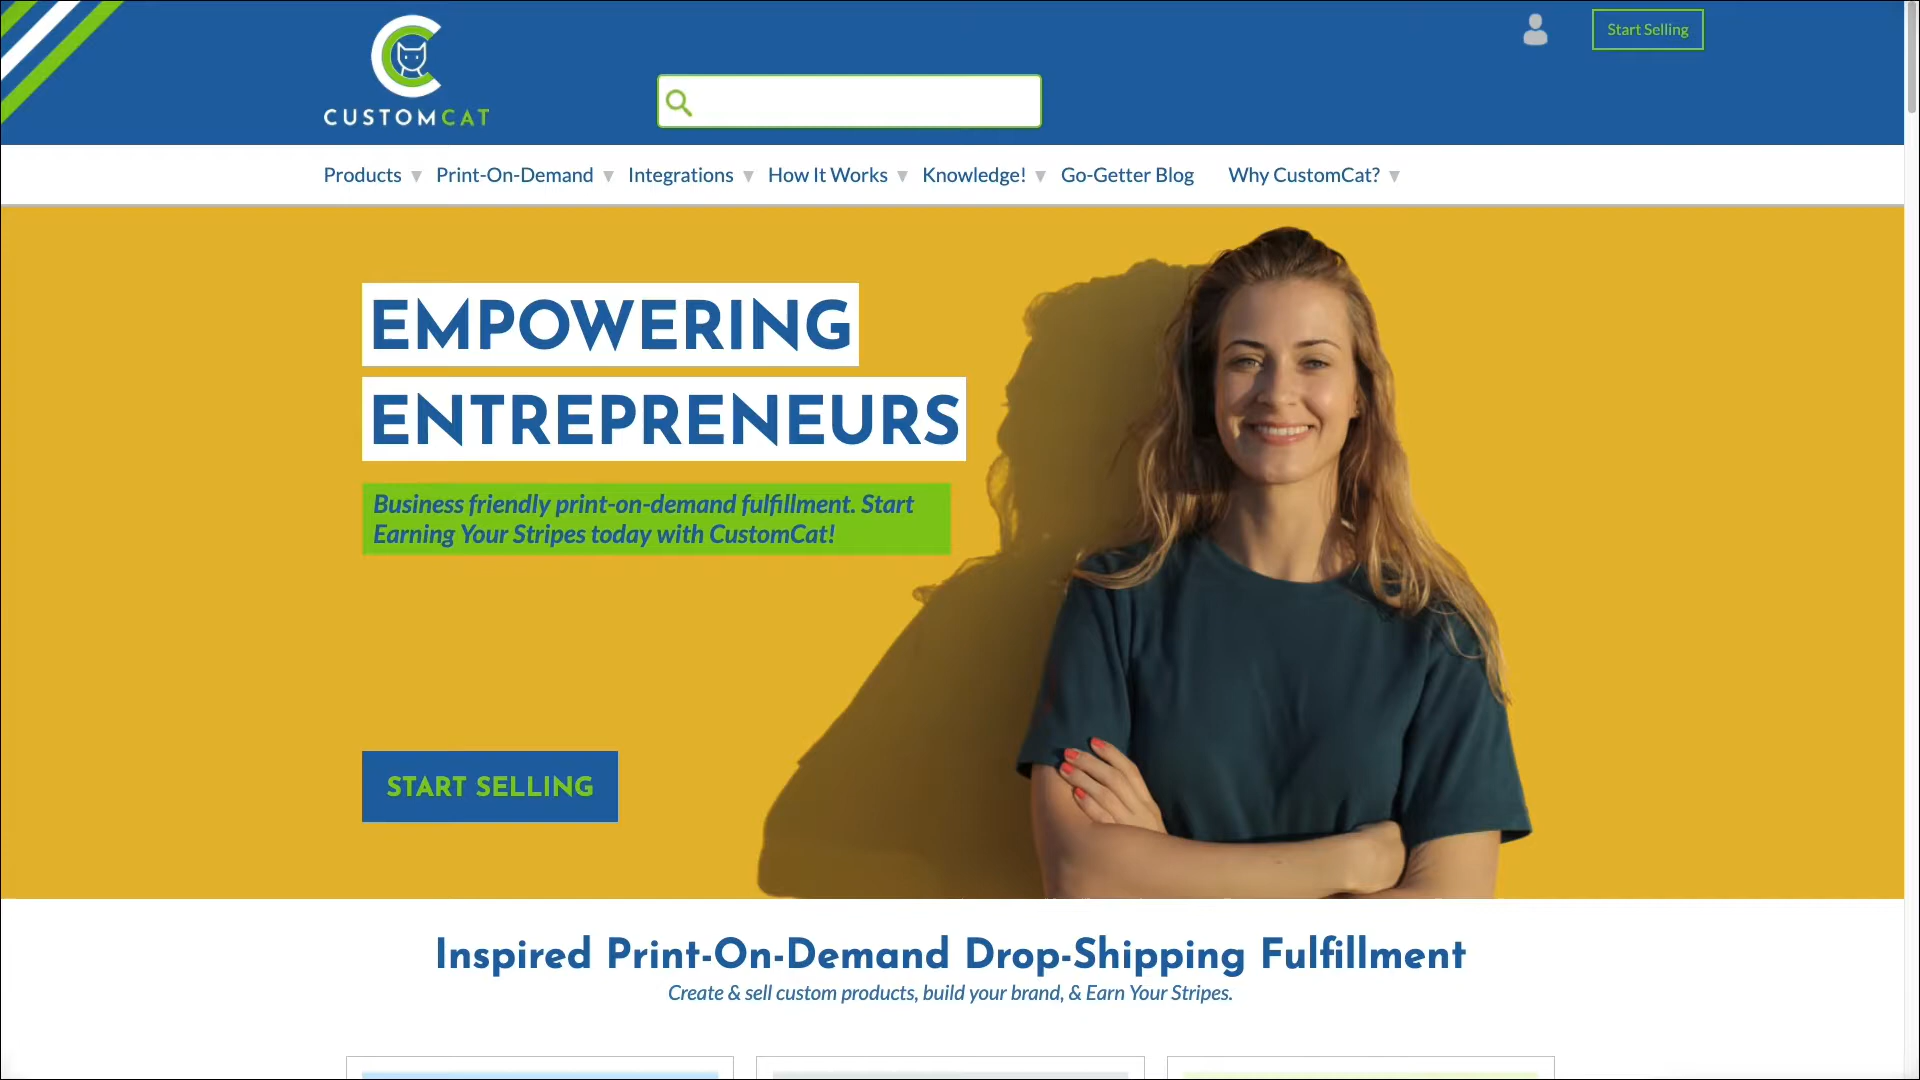 Start Selling
CUSTOMCAT
Products
Print-On-Demand
Integrations
How It Works
Knowledge!
Go-Getter Blog
Why CustomCat?
EMPOWERING
ENTREPRENEURS
Business friendly print-on-demand fulfillment. Start
Earning Your Stripes today with CustomCat!
START SELLING
Inspired Print-On-Demand Drop-Shipping Fulfillment
Create & sell custom products, build your brand, & Earn Your Stripes.